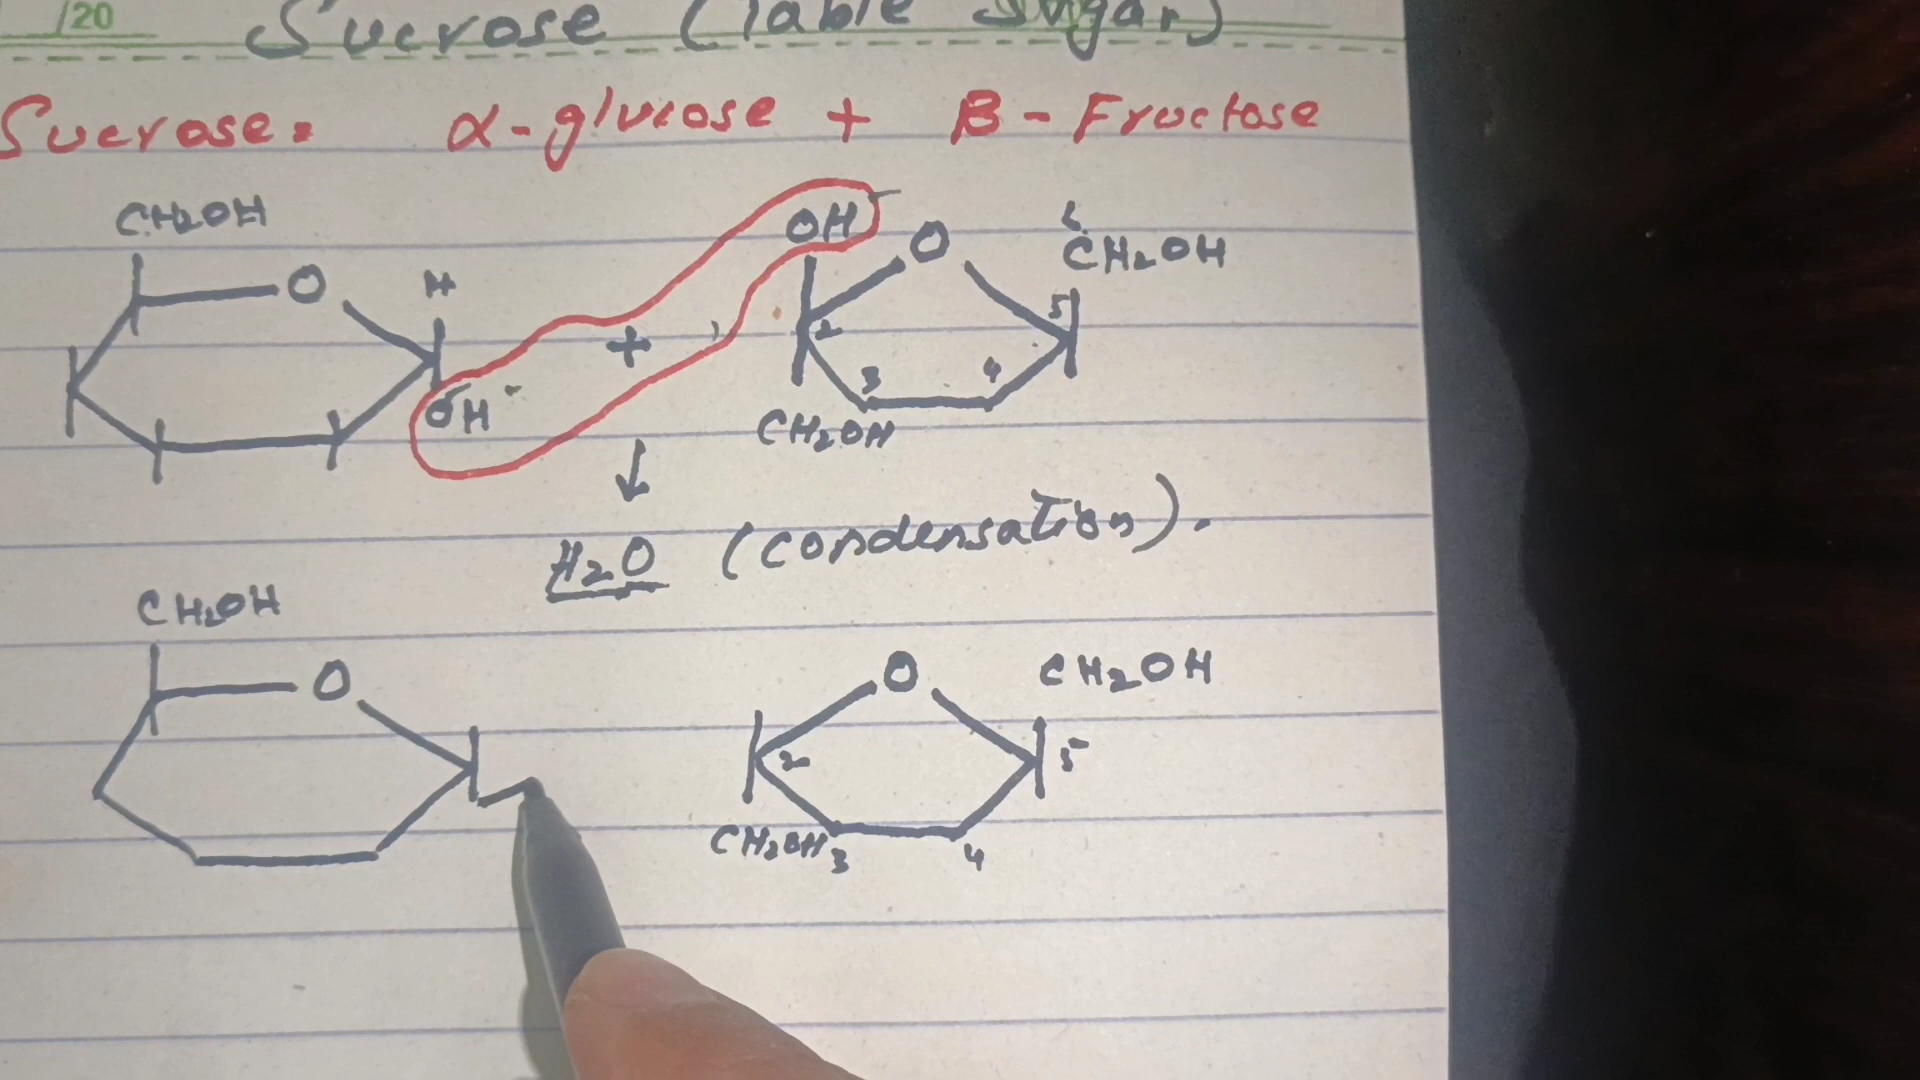 /20
Sucrose (Table Sugar)
Sucrose = α-glucose + β-Fructose
CH2OH
O
H
OH
+
OH
O
6
CH2OH
2
3
4
5
CH2OH
↓
H2O (Condensation).
CH2OH
O
O
CH2OH
2
5
CH2OH
3
4